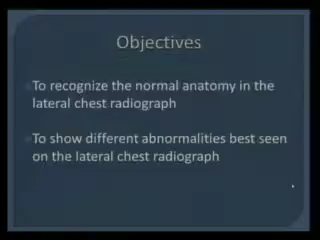 Objectives
To recognize the normal anatomy in the
lateral chest radiograph
To show different abnormalities best seen
on the lateral chest radiograph